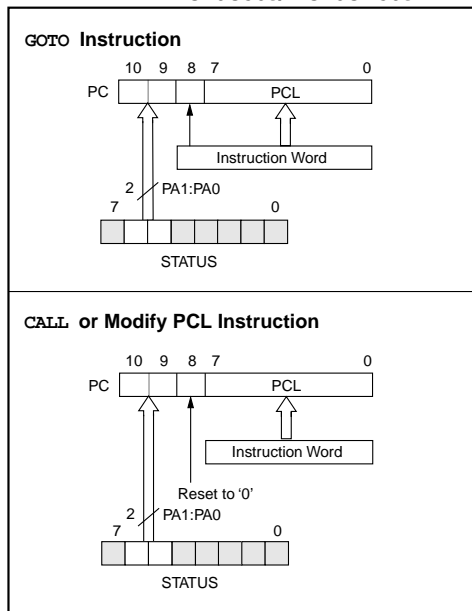 GOTO Instruction
10 9 8 7 0
PC PCL
Instruction Word
2 PA1:PA0
7 0
STATUS
CALL or Modify PCL Instruction
10 9 8 7 0
PC PCL
Instruction Word
Reset to ‘0’
2 PA1:PA0
7 0
STATUS